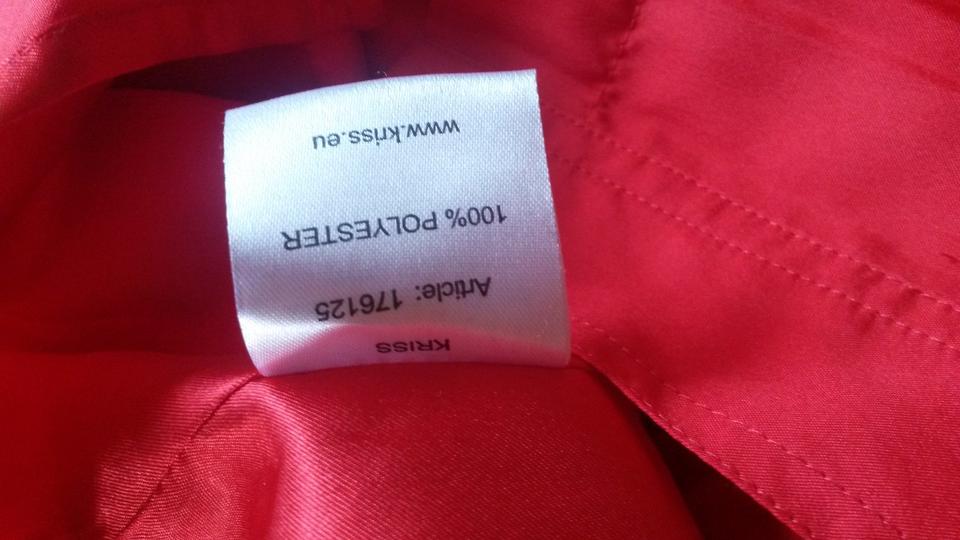 KRISS
Article: 176125
100% POLYESTER
www.kriss.eu